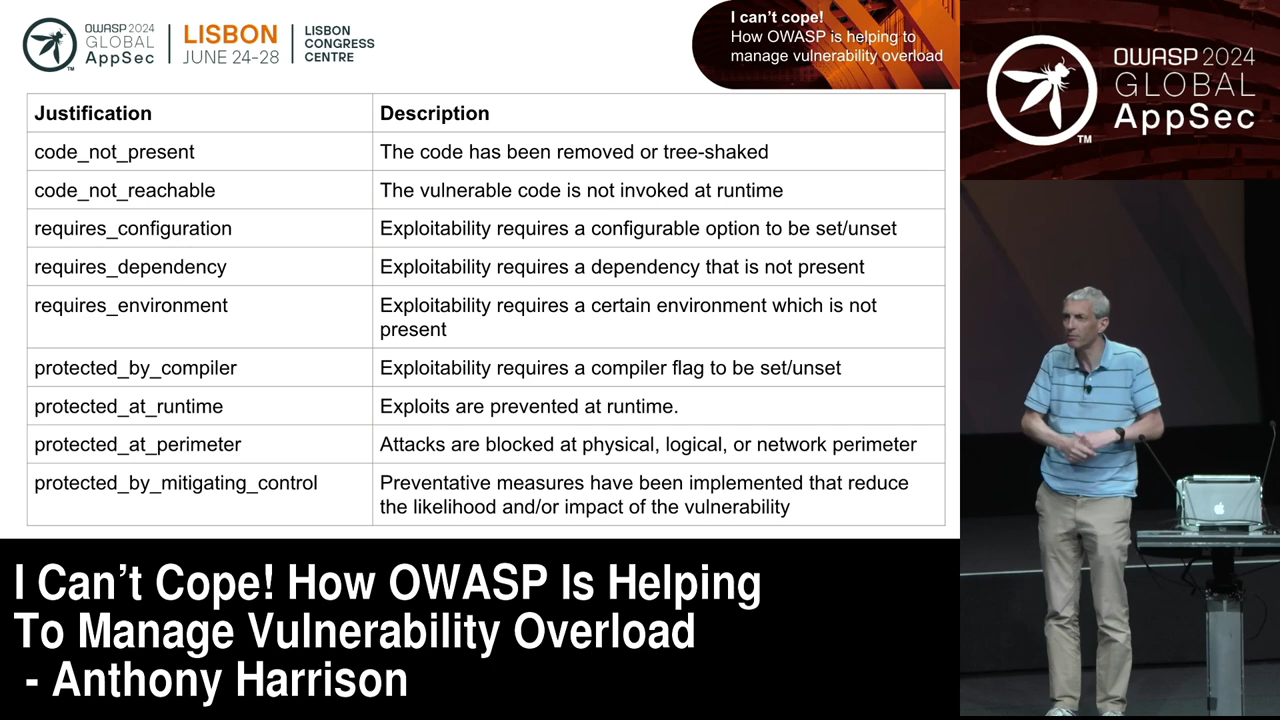 OWASP 2024
GLOBAL
AppSec
TM
LISBON
JUNE 24-28
LISBON
CONGRESS
CENTRE
I can't cope!
How OWASP is helping to
manage vulnerability overload
OWASP 2024
GLOBAL
AppSec
TM
Justification Description
code_not_present The code has been removed or tree-shaked
code_not_reachable The vulnerable code is not invoked at runtime
requires_configuration Exploitability requires a configurable option to be set/unset
requires_dependency Exploitability requires a dependency that is not present
requires_environment Exploitability requires a certain environment which is not
present
protected_by_compiler Exploitability requires a compiler flag to be set/unset
protected_at_runtime Exploits are prevented at runtime.
protected_at_perimeter Attacks are blocked at physical, logical, or network perimeter
protected_by_mitigating_control Preventative measures have been implemented that reduce
the likelihood and/or impact of the vulnerability
I Can’t Cope! How OWASP Is Helping
To Manage Vulnerability Overload
- Anthony Harrison